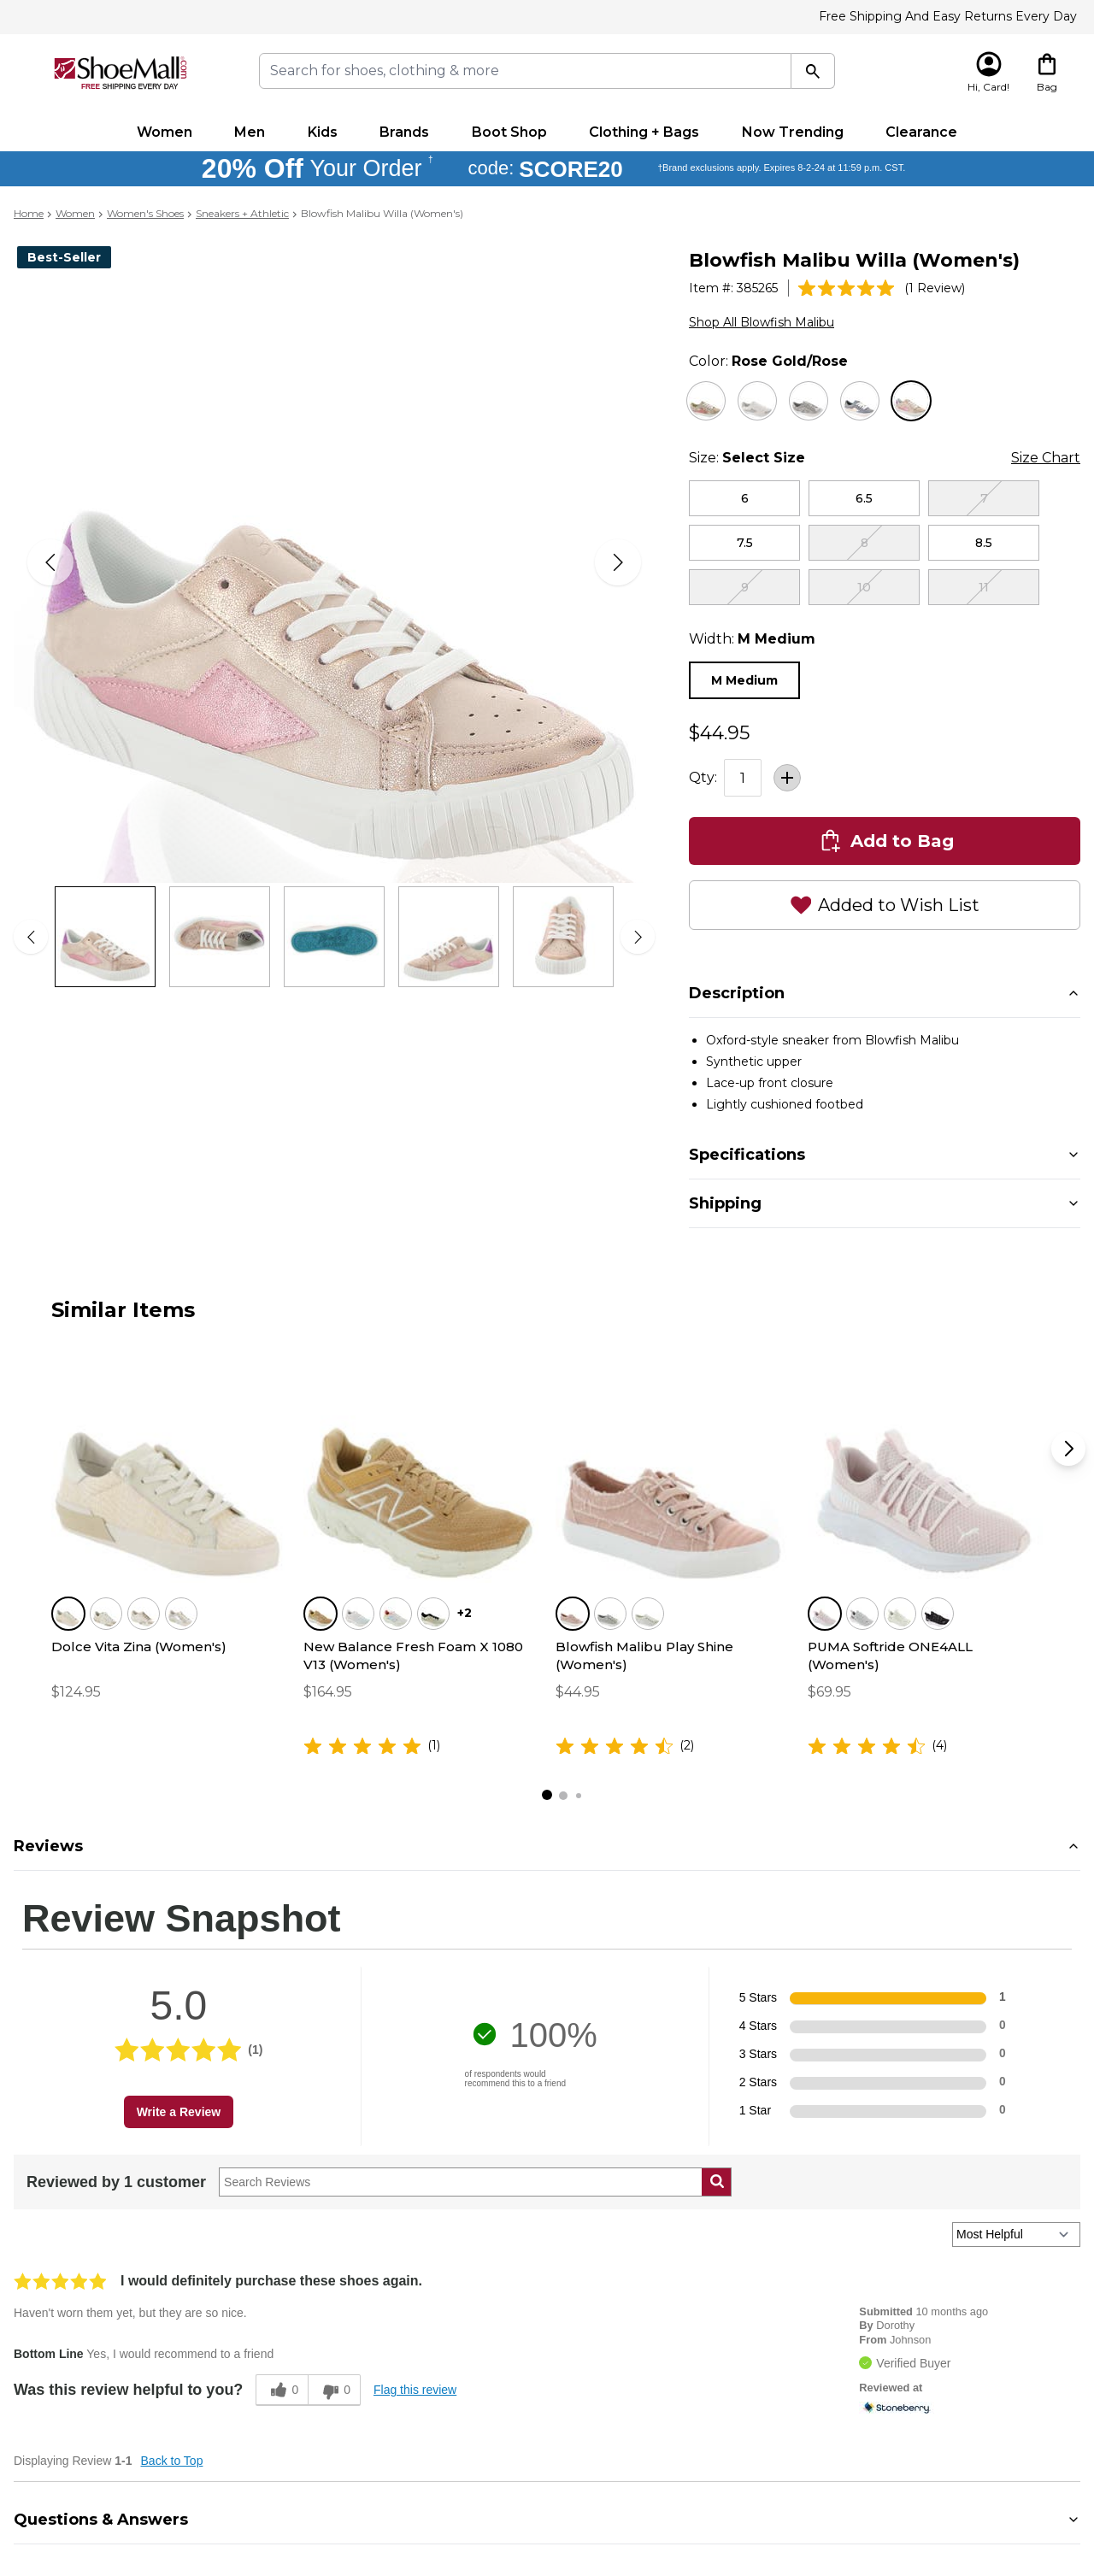 Free Shipping And Easy Returns Every Day
ShoeMall.com
FREE SHIPPING EVERY DAY
Search for shoes, clothing & more
Hi, Card!
Bag
Women Men Kids Brands Boot Shop Clothing + Bags Now Trending Clearance
20% Off Your Order † code: SCORE20 †Brand exclusions apply. Expires 8-2-24 at 11:59 p.m. CST.
Home > Women > Women's Shoes > Sneakers + Athletic > Blowfish Malibu Willa (Women's)
Best-Seller
Blowfish Malibu Willa (Women's)
Item #: 385265 (1 Review)
Shop All Blowfish Malibu
Color: Rose Gold/Rose
Size: Select Size Size Chart
6 6.5 7
7.5 8 8.5
9 10 11
Width: M Medium
M Medium
$44.95
Qty: 1
Add to Bag
Added to Wish List
Description
• Oxford-style sneaker from Blowfish Malibu
• Synthetic upper
• Lace-up front closure
• Lightly cushioned footbed
Specifications
Shipping
Similar Items
+2
Dolce Vita Zina (Women's)
$124.95
New Balance Fresh Foam X 1080
V13 (Women's)
$164.95
(1)
Blowfish Malibu Play Shine
(Women's)
$44.95
(2)
PUMA Softride ONE4ALL
(Women's)
$69.95
(4)
Reviews
Review Snapshot
5.0
(1)
Write a Review
100%
of respondents would
recommend this to a friend
5 Stars 1
4 Stars 0
3 Stars 0
2 Stars 0
1 Star 0
Reviewed by 1 customer Search Reviews
Most Helpful
I would definitely purchase these shoes again.
Haven't worn them yet, but they are so nice.
Bottom Line Yes, I would recommend to a friend
Was this review helpful to you? 0 0 Flag this review
Submitted 10 months ago
By Dorothy
From Johnson
Verified Buyer
Reviewed at
Stoneberry
Displaying Review 1-1 Back to Top
Questions & Answers